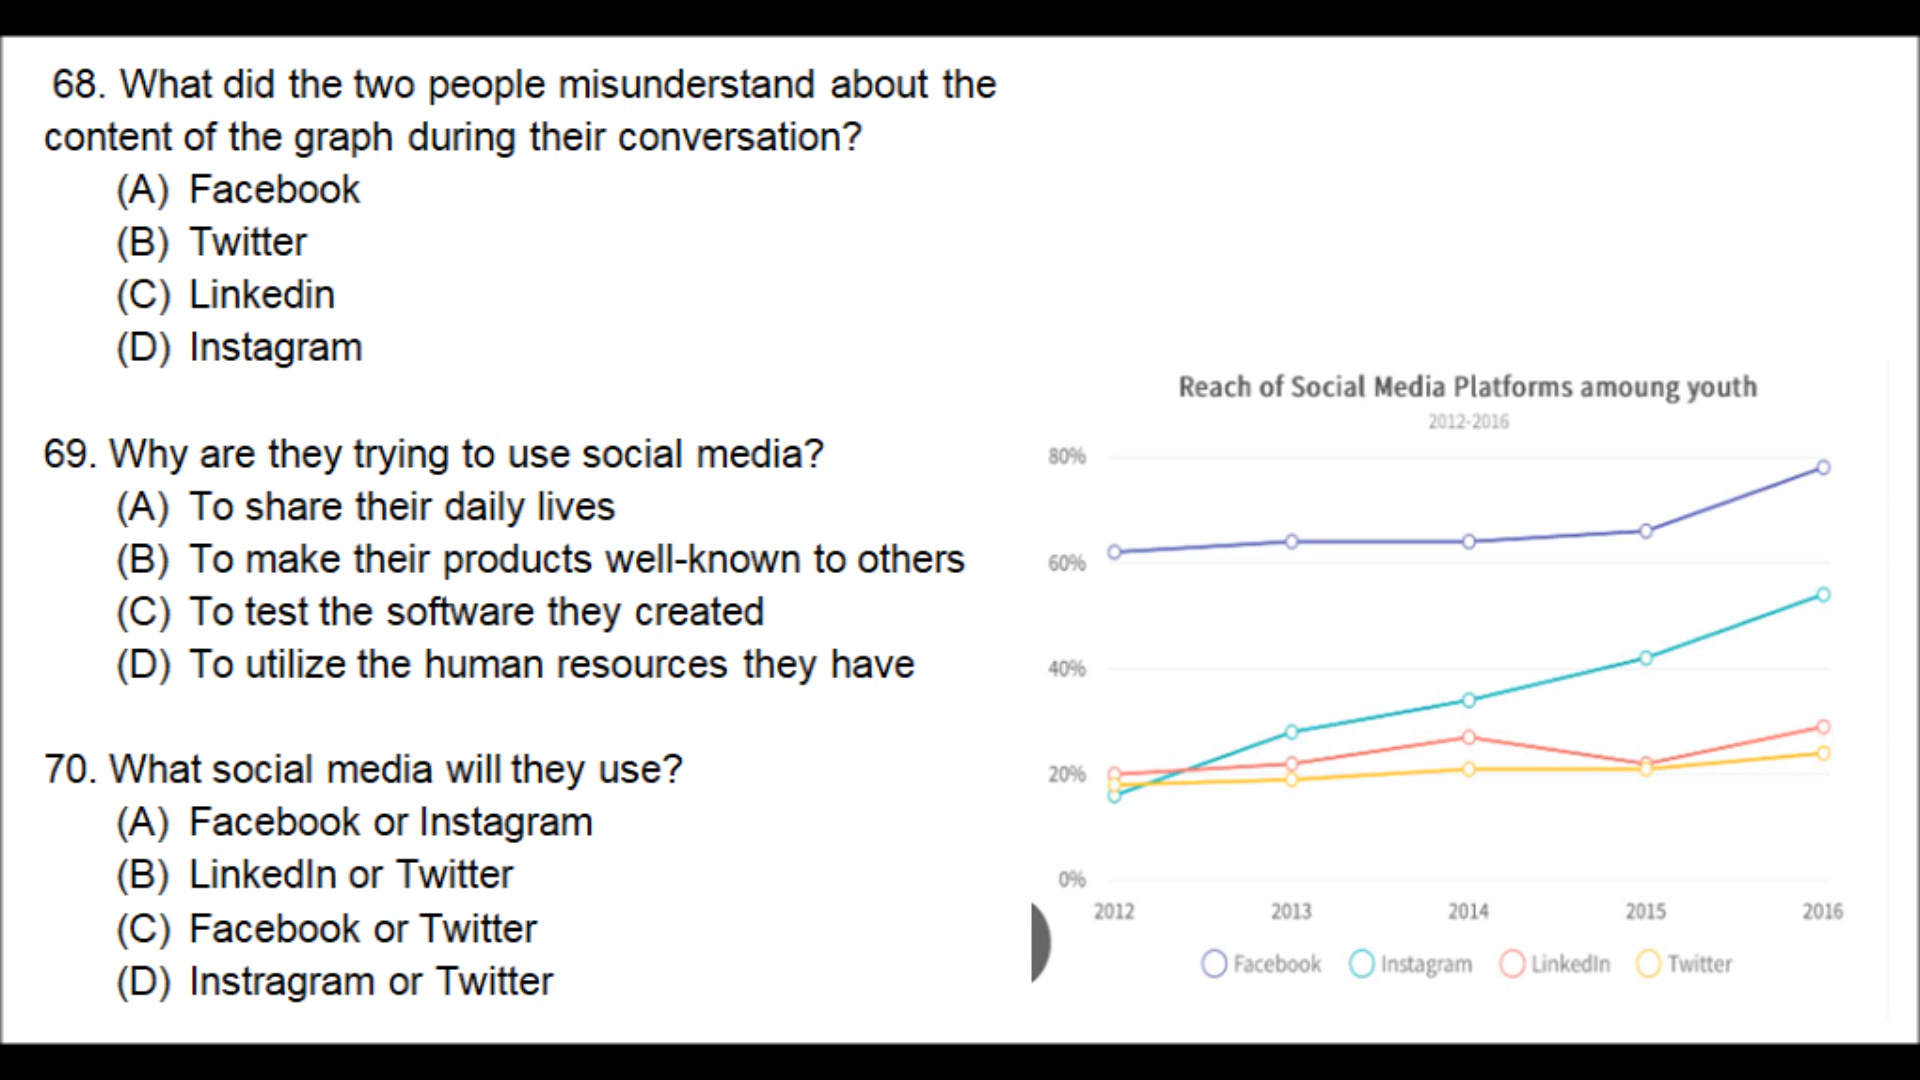 68. What did the two people misunderstand about the
content of the graph during their conversation?
(A) Facebook
(B) Twitter
(C) Linkedin
(D) Instagram
69. Why are they trying to use social media?
(A) To share their daily lives
(B) To make their products well-known to others
(C) To test the software they created
(D) To utilize the human resources they have
70. What social media will they use?
(A) Facebook or Instagram
(B) LinkedIn or Twitter
(C) Facebook or Twitter
(D) Instragram or Twitter
Reach of Social Media Platforms amoung youth
2012-2016
80%
60%
40%
20%
0%
2012 2013 2014 2015 2016
Facebook Instagram LinkedIn Twitter